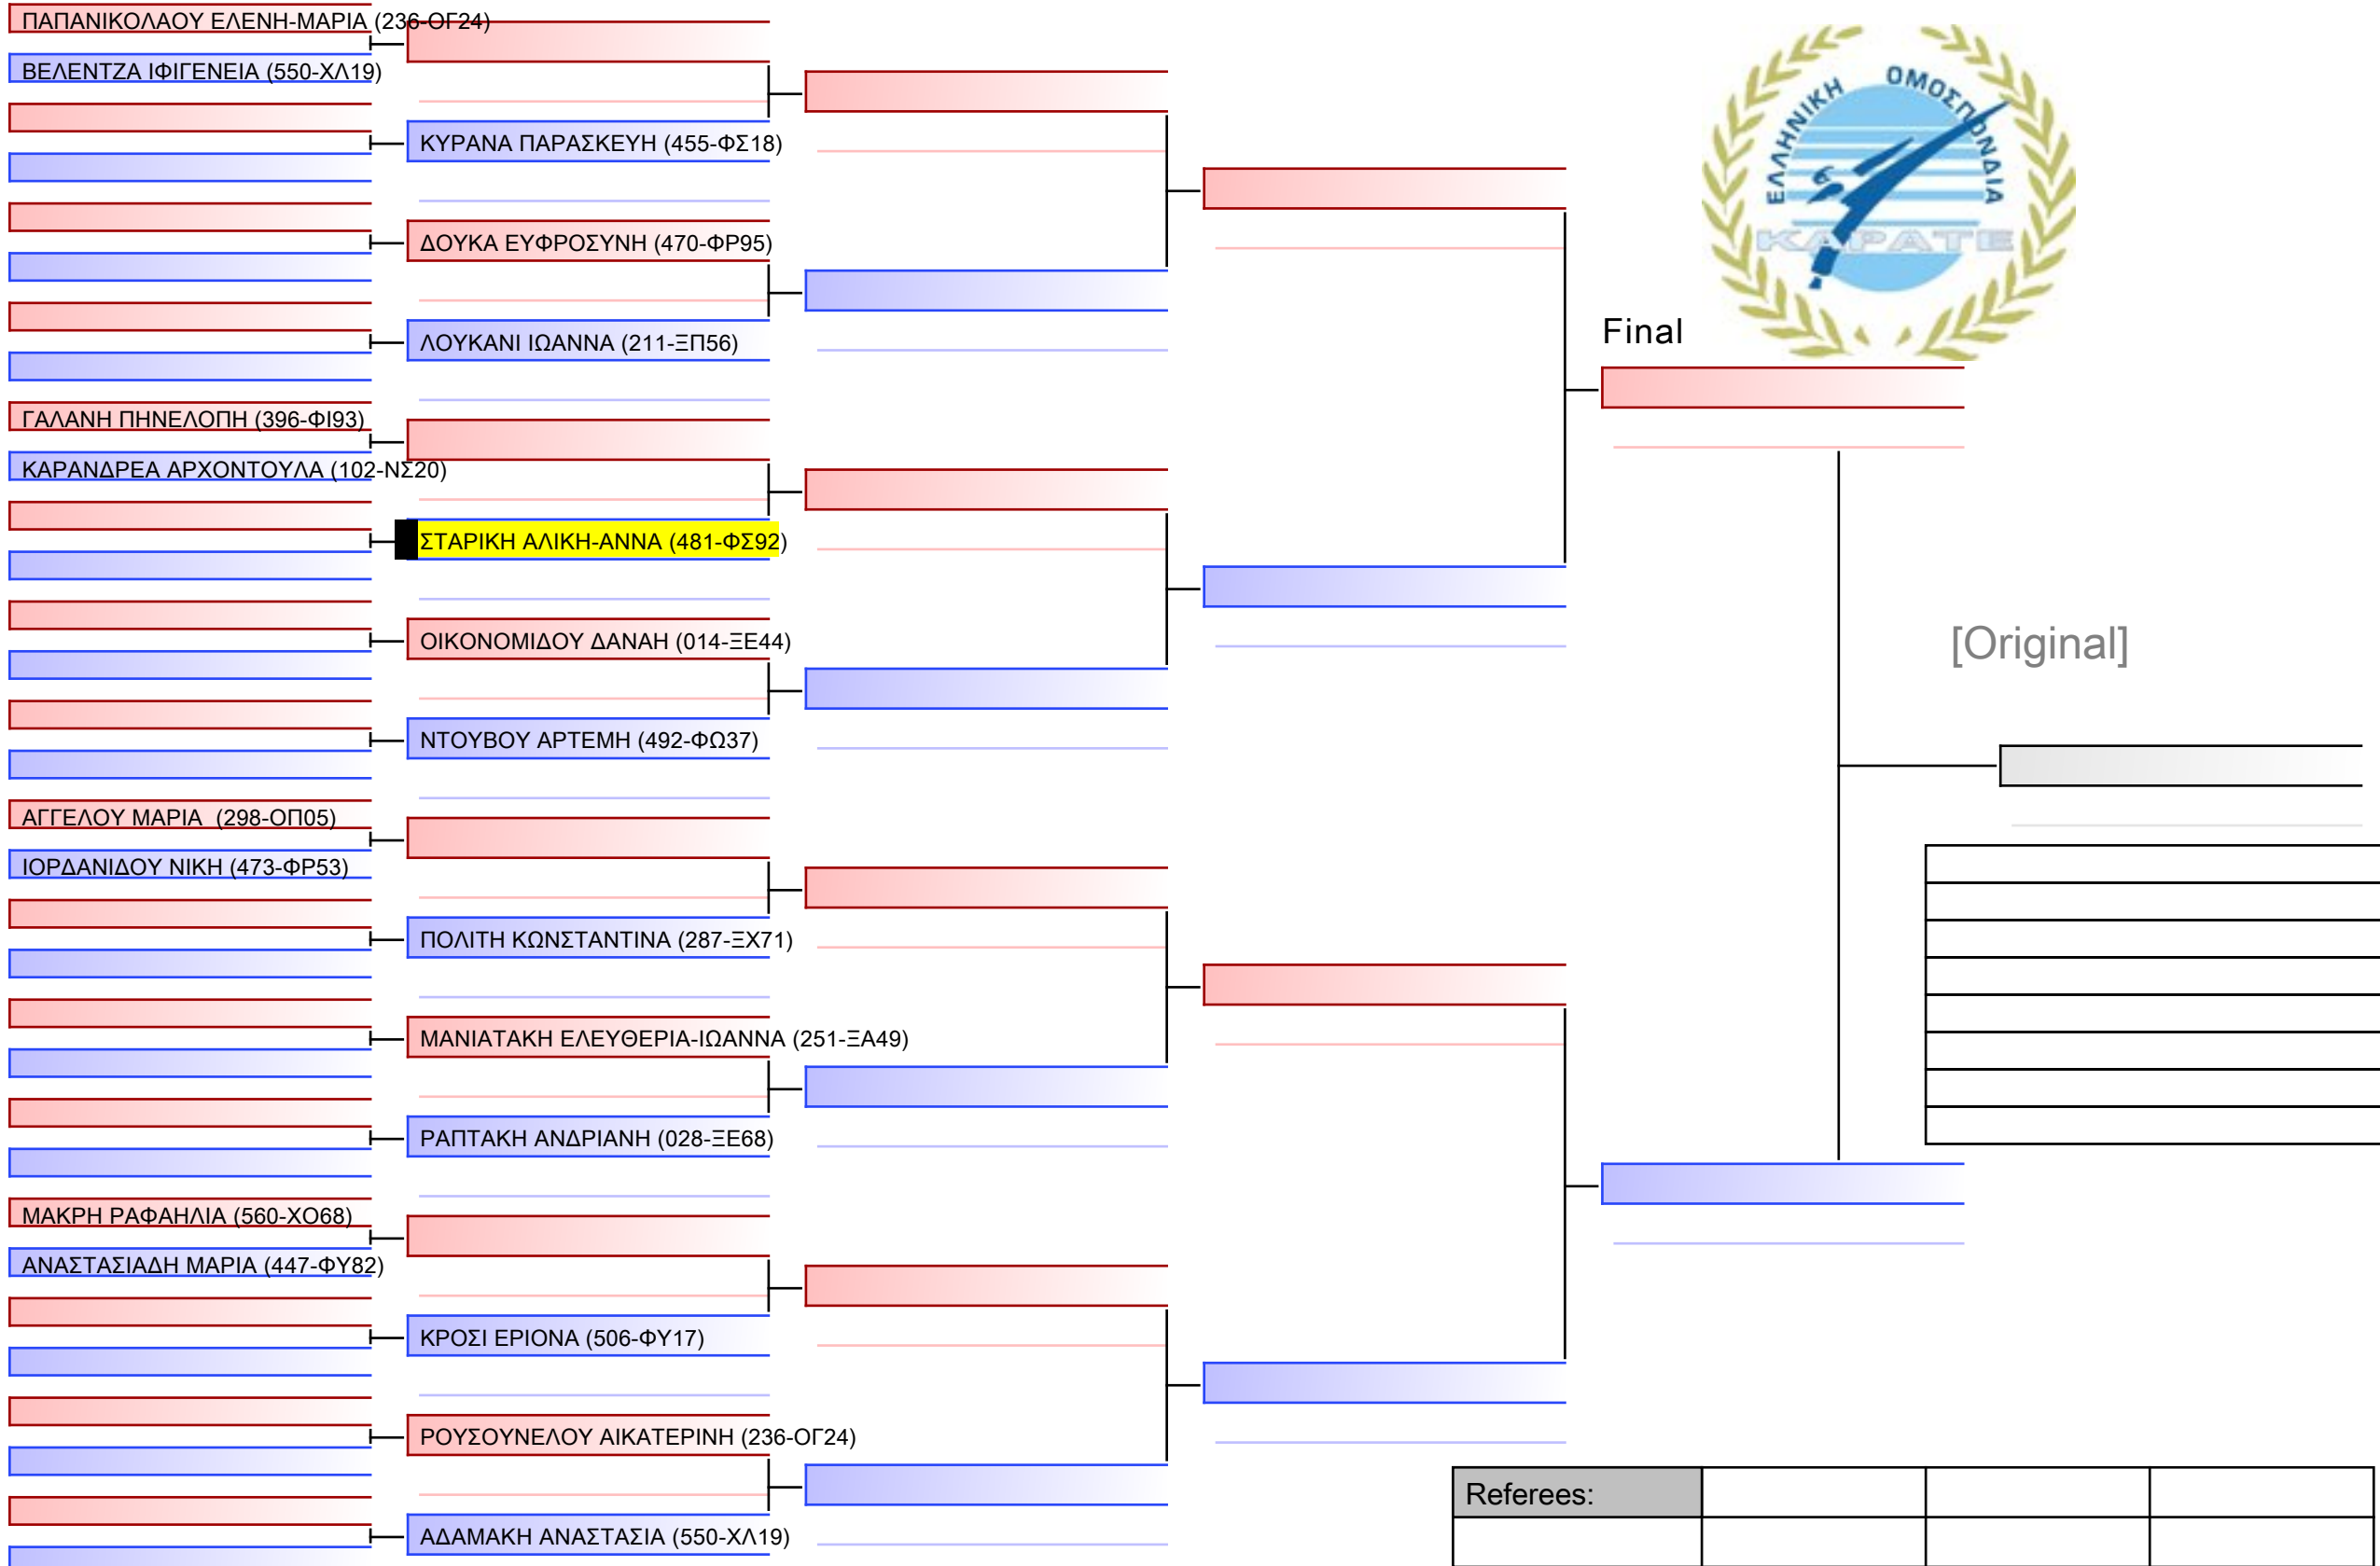 ΠΑΠΑΝΙΚΟΛΑΟΥ ΕΛΕΝΗ-ΜΑΡΙΑ (236-ΟΓ24)
ΒΕΛΕΝΤΖΑ ΙΦΙΓΕΝΕΙΑ (550-ΧΛ19)
ΚΥΡΑΝΑ ΠΑΡΑΣΚΕΥΗ (455-ΦΣ18)
ΔΟΥΚΑ ΕΥΦΡΟΣΥΝΗ (470-ΦΡ95)
ΛΟΥΚΑΝΙ ΙΩΑΝΝΑ (211-ΞΠ56)
ΓΑΛΑΝΗ ΠΗΝΕΛΟΠΗ (396-ΦΙ93)
ΚΑΡΑΝΔΡΕΑ ΑΡΧΟΝΤΟΥΛΑ (102-ΝΣ20)
ΣΤΑΡΙΚΗ ΑΛΙΚΗ-ΑΝΝΑ (481-ΦΣ92)
ΟΙΚΟΝΟΜΙΔΟΥ ΔΑΝΑΗ (014-ΞΕ44)
ΝΤΟΥΒΟΥ ΑΡΤΕΜΗ (492-ΦΩ37)
ΑΓΓΕΛΟΥ ΜΑΡΙΑ (298-ΟΠ05)
ΙΟΡΔΑΝΙΔΟΥ ΝΙΚΗ (473-ΦΡ53)
ΠΟΛΙΤΗ ΚΩΝΣΤΑΝΤΙΝΑ (287-ΞΧ71)
ΜΑΝΙΑΤΑΚΗ ΕΛΕΥΘΕΡΙΑ-ΙΩΑΝΝΑ (251-ΞΑ49)
ΡΑΠΤΑΚΗ ΑΝΔΡΙΑΝΗ (028-ΞΕ68)
ΜΑΚΡΗ ΡΑΦΑΗΛΙΑ (560-ΧΟ68)
ΑΝΑΣΤΑΣΙΑΔΗ ΜΑΡΙΑ (447-ΦΥ82)
ΚΡΟΣΙ ΕΡΙΟΝΑ (506-ΦΥ17)
ΡΟΥΣΟΥΝΕΛΟΥ ΑΙΚΑΤΕΡΙΝΗ (236-ΟΓ24)
ΑΔΑΜΑΚΗ ΑΝΑΣΤΑΣΙΑ (550-ΧΛ19)
ΕΛΛΗΝΙΚΗ ΟΜΟΣΠΟΝΔΙΑ
ΚΑΡΑΤΕ
Final
[Original]
Referees: